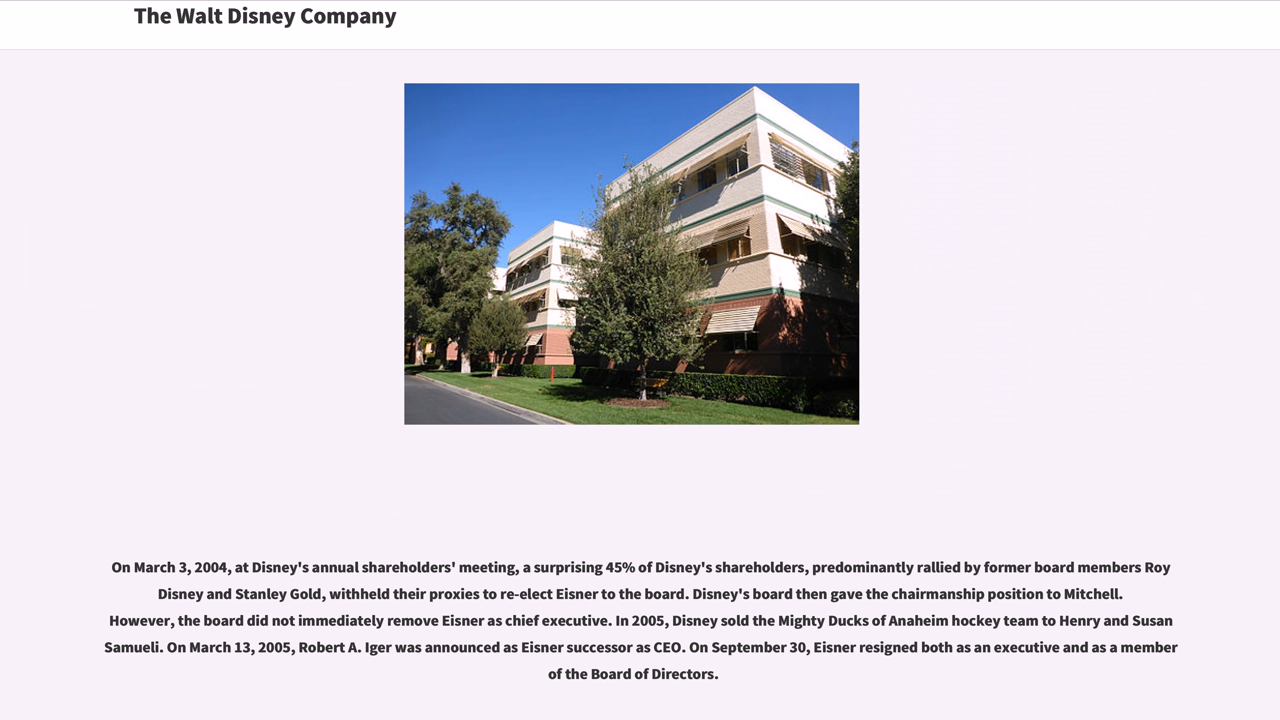 The Walt Disney Company
On March 3, 2004, at Disney's annual shareholders' meeting, a surprising 45% of Disney's shareholders, predominantly rallied by former board members Roy
Disney and Stanley Gold, withheld their proxies to re-elect Eisner to the board. Disney's board then gave the chairmanship position to Mitchell.
However, the board did not immediately remove Eisner as chief executive. In 2005, Disney sold the Mighty Ducks of Anaheim hockey team to Henry and Susan
Samueli. On March 13, 2005, Robert A. Iger was announced as Eisner successor as CEO. On September 30, Eisner resigned both as an executive and as a member
of the Board of Directors.